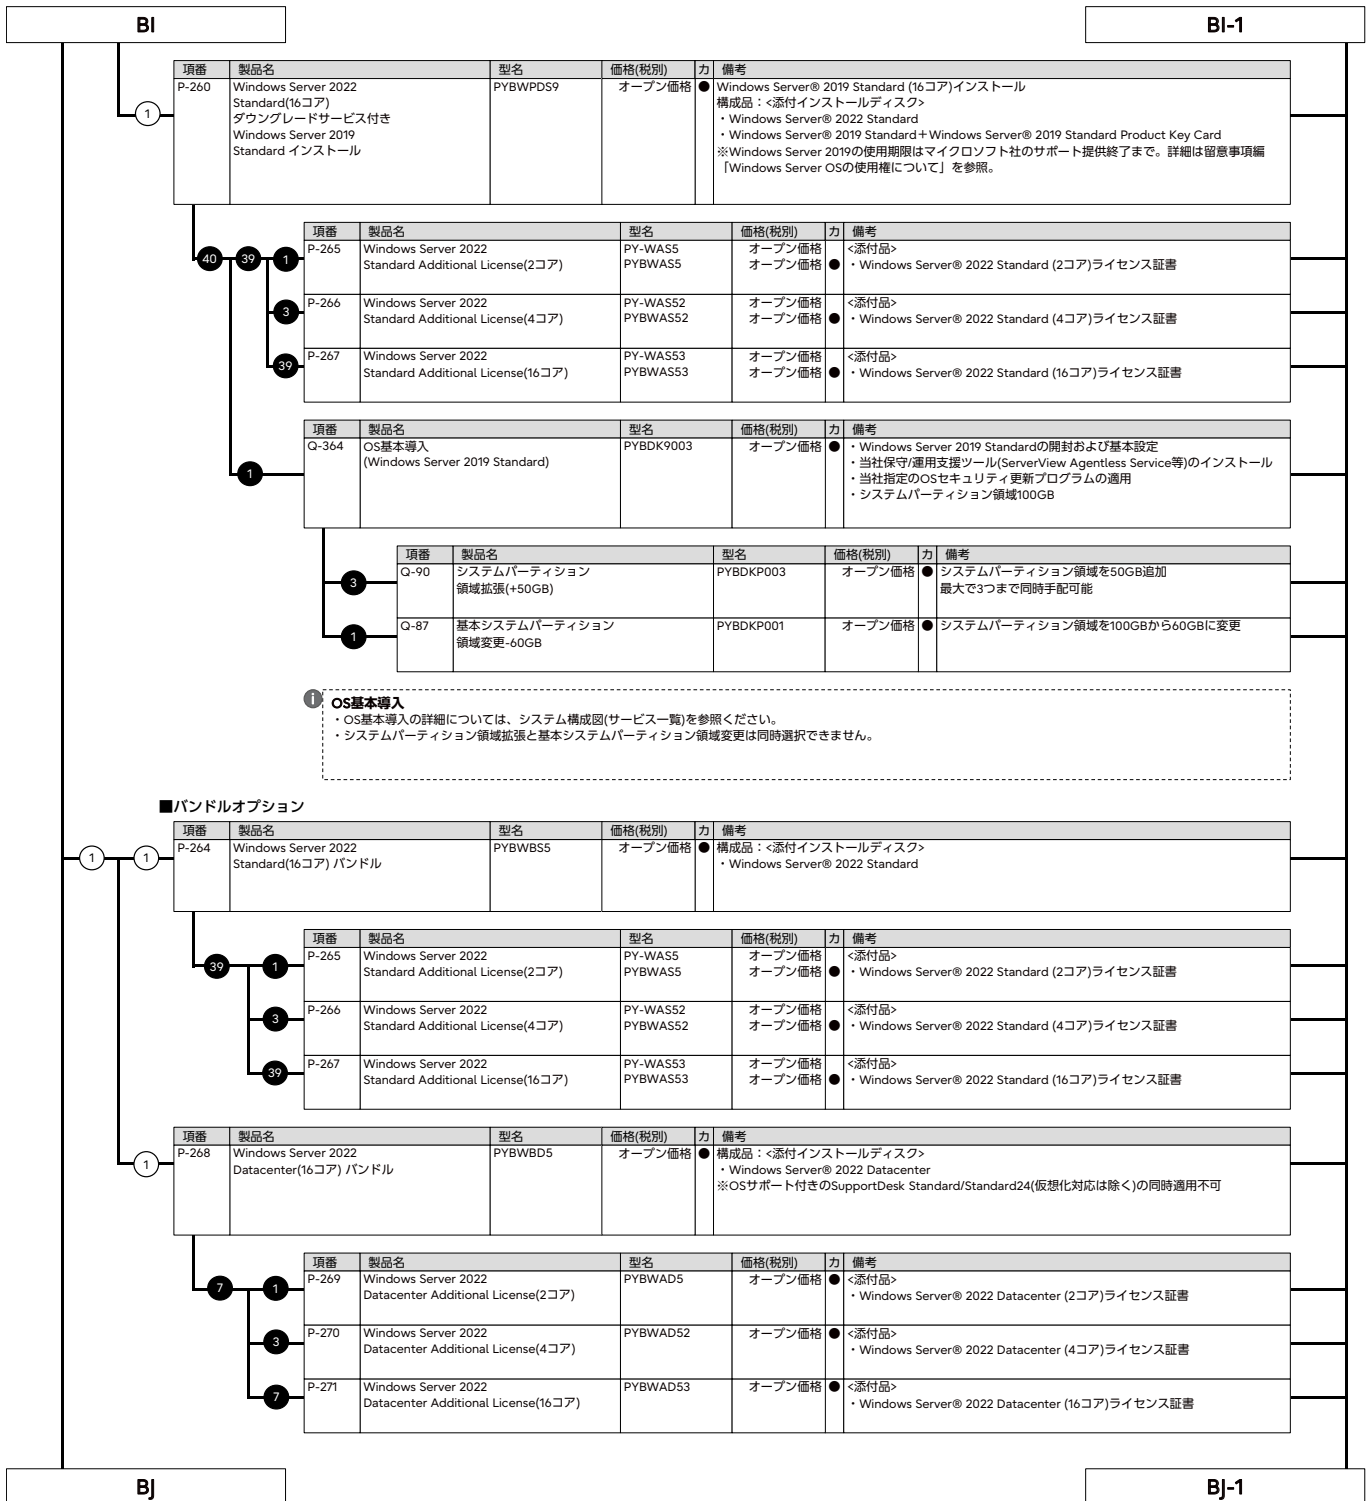 BI
BI-1
項番 製品名 型名 価格(税別) カ 備考
P-260 Windows Server 2022 PYBWPDS9 オープン価格 ● Windows Server® 2019 Standard (16コア)インストール
Standard(16コア) 構成品：<添付インストールディスク>
ダウングレードサービス付き ・Windows Server® 2022 Standard
Windows Server 2019 ・Windows Server® 2019 Standard＋Windows Server® 2019 Standard Product Key Card
Standard インストール ※Windows Server 2019の使用期限はマイクロソフト社のサポート提供終了まで。詳細は留意事項編
「Windows Server OSの使用権について」を参照。
1
項番 製品名 型名 価格(税別) カ 備考
40 39 1 P-265 Windows Server 2022 PY-WAS5 オープン価格 <添付品>
Standard Additional License(2コア) PYBWAS5 オープン価格 ● ・Windows Server® 2022 Standard (2コア)ライセンス証書
3 P-266 Windows Server 2022 PY-WAS52 オープン価格 <添付品>
Standard Additional License(4コア) PYBWAS52 オープン価格 ● ・Windows Server® 2022 Standard (4コア)ライセンス証書
39 P-267 Windows Server 2022 PY-WAS53 オープン価格 <添付品>
Standard Additional License(16コア) PYBWAS53 オープン価格 ● ・Windows Server® 2022 Standard (16コア)ライセンス証書
項番 製品名 型名 価格(税別) カ 備考
1 Q-364 OS基本導入 PYBDK9003 オープン価格 ● ・Windows Server 2019 Standardの開封および基本設定
(Windows Server 2019 Standard) ・当社保守/運用支援ツール(ServerView Agentless Service等)のインストール
・当社指定のOSセキュリティ更新プログラムの適用
・システムパーティション領域100GB
項番 製品名 型名 価格(税別) カ 備考
3 Q-90 システムパーティション PYBDKP003 オープン価格 ● システムパーティション領域を50GB追加
領域拡張(+50GB) 最大で3つまで同時手配可能
1 Q-87 基本システムパーティション PYBDKP001 オープン価格 ● システムパーティション領域を100GBから60GBに変更
領域変更-60GB
i OS基本導入
・OS基本導入の詳細については、システム構成図(サービス一覧)を参照ください。
・システムパーティション領域拡張と基本システムパーティション領域変更は同時選択できません。
■バンドルオプション
項番 製品名 型名 価格(税別) カ 備考
1 1 P-264 Windows Server 2022 PYBWBS5 オープン価格 ● 構成品：<添付インストールディスク>
Standard(16コア) バンドル ・Windows Server® 2022 Standard
項番 製品名 型名 価格(税別) カ 備考
39 1 P-265 Windows Server 2022 PY-WAS5 オープン価格 <添付品>
Standard Additional License(2コア) PYBWAS5 オープン価格 ● ・Windows Server® 2022 Standard (2コア)ライセンス証書
3 P-266 Windows Server 2022 PY-WAS52 オープン価格 <添付品>
Standard Additional License(4コア) PYBWAS52 オープン価格 ● ・Windows Server® 2022 Standard (4コア)ライセンス証書
39 P-267 Windows Server 2022 PY-WAS53 オープン価格 <添付品>
Standard Additional License(16コア) PYBWAS53 オープン価格 ● ・Windows Server® 2022 Standard (16コア)ライセンス証書
項番 製品名 型名 価格(税別) カ 備考
1 P-268 Windows Server 2022 PYBWBD5 オープン価格 ● 構成品：<添付インストールディスク>
Datacenter(16コア) バンドル ・Windows Server® 2022 Datacenter
※OSサポート付きのSupportDesk Standard/Standard24(仮想化対応は除く)の同時適用不可
項番 製品名 型名 価格(税別) カ 備考
7 1 P-269 Windows Server 2022 PYBWAD5 オープン価格 ● <添付品>
Datacenter Additional License(2コア) ・Windows Server® 2022 Datacenter (2コア)ライセンス証書
3 P-270 Windows Server 2022 PYBWAD52 オープン価格 ● <添付品>
Datacenter Additional License(4コア) ・Windows Server® 2022 Datacenter (4コア)ライセンス証書
7 P-271 Windows Server 2022 PYBWAD53 オープン価格 ● <添付品>
Datacenter Additional License(16コア) ・Windows Server® 2022 Datacenter (16コア)ライセンス証書
BJ
BJ-1